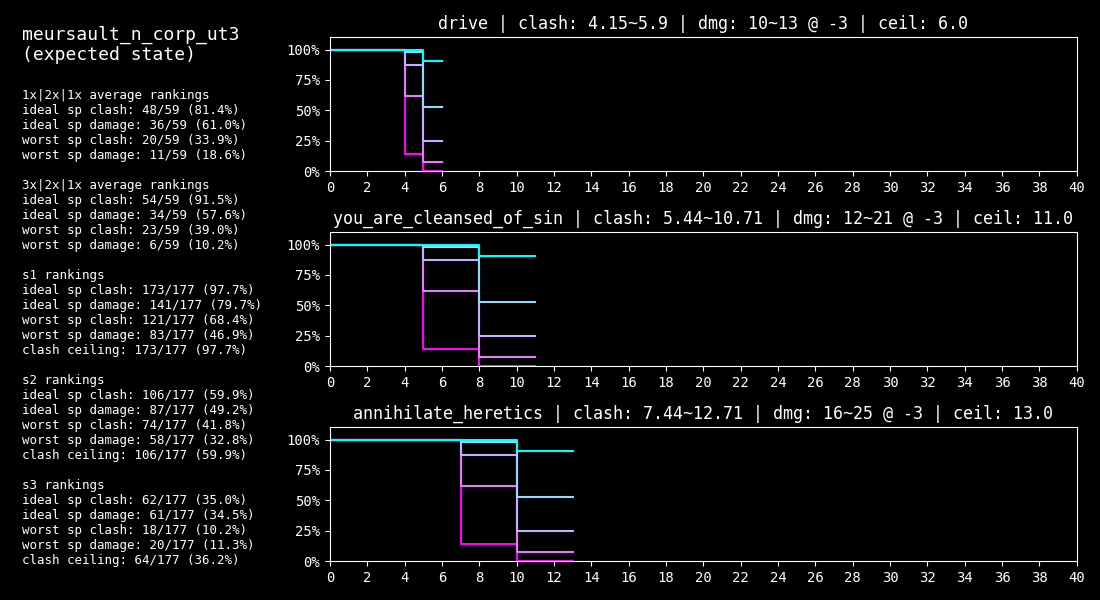 meursault_n_corp_ut3
(expected state)
1x|2x|1x average rankings
ideal sp clash: 48/59 (81.4%)
ideal sp damage: 36/59 (61.0%)
worst sp clash: 20/59 (33.9%)
worst sp damage: 11/59 (18.6%)
3x|2x|1x average rankings
ideal sp clash: 54/59 (91.5%)
ideal sp damage: 34/59 (57.6%)
worst sp clash: 23/59 (39.0%)
worst sp damage: 6/59 (10.2%)
s1 rankings
ideal sp clash: 173/177 (97.7%)
ideal sp damage: 141/177 (79.7%)
worst sp clash: 121/177 (68.4%)
worst sp damage: 83/177 (46.9%)
clash ceiling: 173/177 (97.7%)
s2 rankings
ideal sp clash: 106/177 (59.9%)
ideal sp damage: 87/177 (49.2%)
worst sp clash: 74/177 (41.8%)
worst sp damage: 58/177 (32.8%)
clash ceiling: 106/177 (59.9%)
s3 rankings
ideal sp clash: 62/177 (35.0%)
ideal sp damage: 61/177 (34.5%)
worst sp clash: 18/177 (10.2%)
worst sp damage: 20/177 (11.3%)
clash ceiling: 64/177 (36.2%)
drive | clash: 4.15~5.9 | dmg: 10~13 @ -3 | ceil: 6.0
100%
75%
50%
25%
0%
0 2 4 6 8 10 12 14 16 18 20 22 24 26 28 30 32 34 36 38 40
you_are_cleansed_of_sin | clash: 5.44~10.71 | dmg: 12~21 @ -3 | ceil: 11.0
100%
75%
50%
25%
0%
0 2 4 6 8 10 12 14 16 18 20 22 24 26 28 30 32 34 36 38 40
annihilate_heretics | clash: 7.44~12.71 | dmg: 16~25 @ -3 | ceil: 13.0
100%
75%
50%
25%
0%
0 2 4 6 8 10 12 14 16 18 20 22 24 26 28 30 32 34 36 38 40